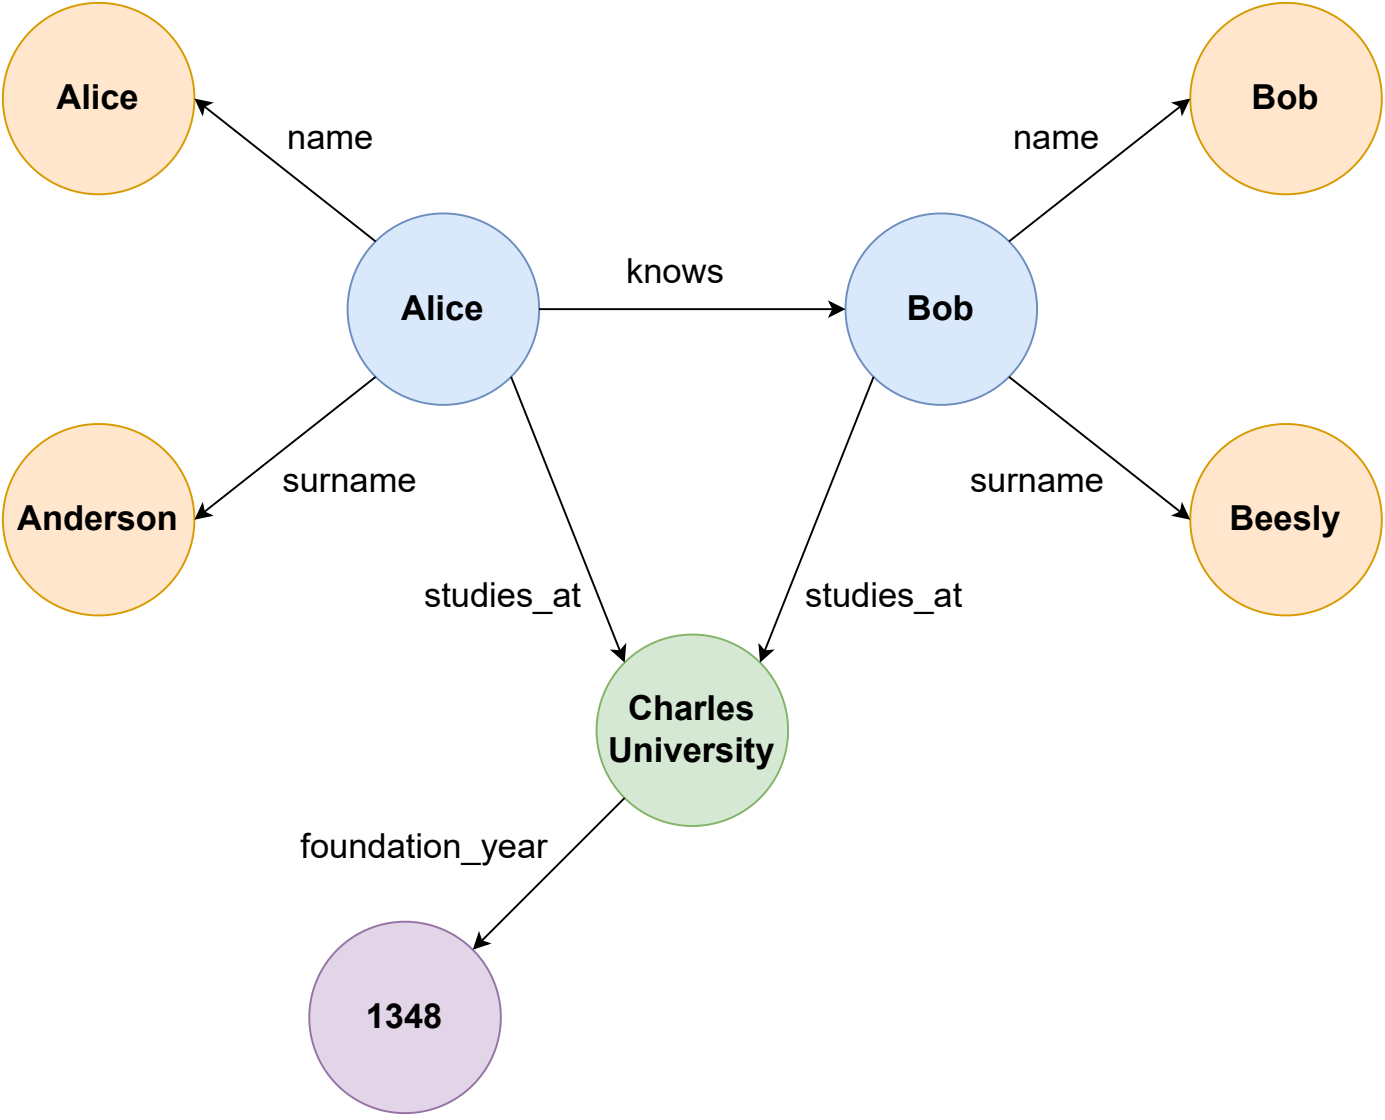 Alice
Bob
name
name
knows
Alice
Bob
surname
surname
Anderson
Beesly
studies_at
studies_at
Charles
University
foundation_year
1348